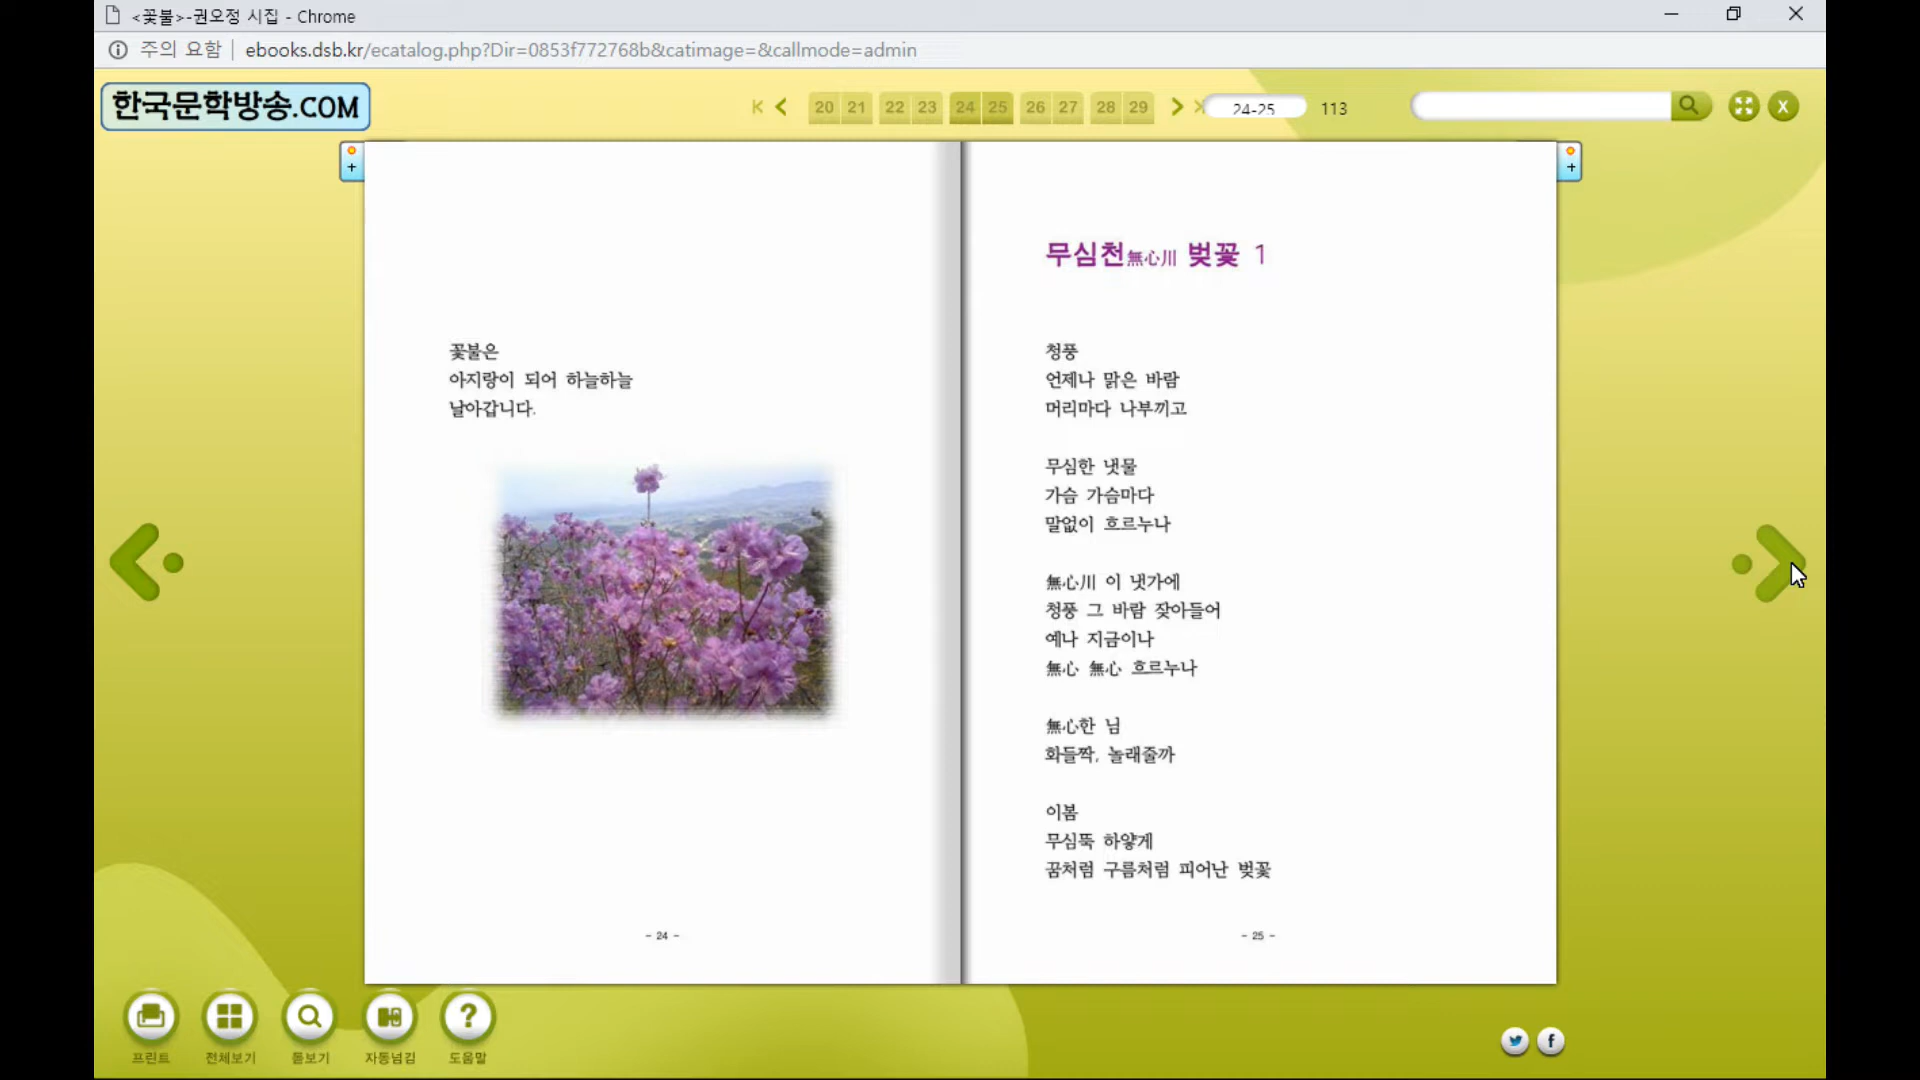 <꽃불>-권오정 시집 - Chrome
주의 요함 | ebooks.dsb.kr/ecatalog.php?Dir=0853f772768b&catimage=&callmode=admin
한국문학방송.COM
20 21 22 23 24 25 26 27 28 29 24-25 113
꽃불은
아지랑이 되어 하늘하늘
날아갑니다.
- 24 -
무심천無心川 벚꽃 1
청풍
언제나 맑은 바람
머리마다 나부끼고
무심한 냇물
가슴 가슴마다
말없이 흐르누나
無心川 이 냇가에
청풍 그 바람 잦아들어
예나 지금이나
無心 無心 흐르누나
無心한 님
화들짝, 놀래줄까
이봄
무심뚝 하얗게
꿈처럼 구름처럼 피어난 벚꽃
- 25 -
프린트 전체보기 돋보기 자동넘김 도움말